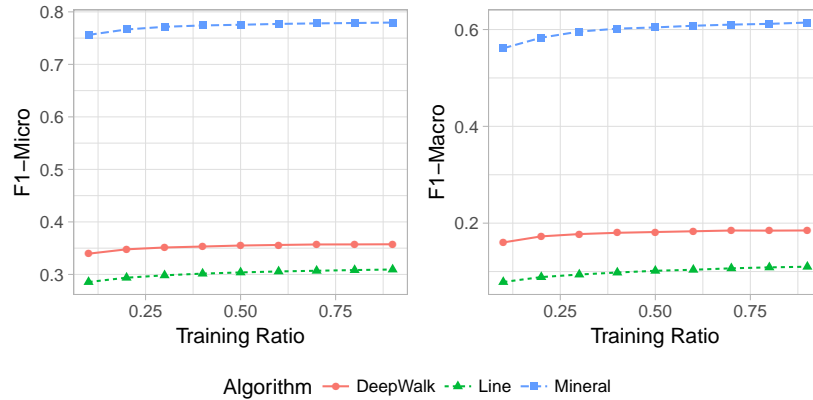 0.8
0.7
0.6
0.5
0.4
0.3
F1−Micro
0.25 0.50 0.75
Training Ratio
0.6
0.4
0.2
F1−Macro
0.25 0.50 0.75
Training Ratio
Algorithm DeepWalk Line Mineral